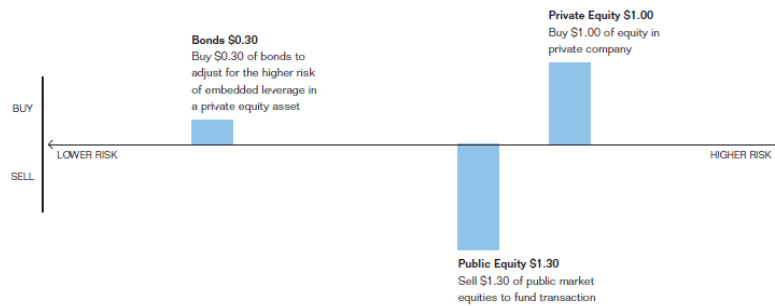 Private Equity $1.00
Buy $1.00 of equity in
private company
Bonds $0.30
Buy $0.30 of bonds to
adjust for the higher risk
of embedded leverage in
a private equity asset
BUY
LOWER RISK
HIGHER RISK
SELL
Public Equity $1.30
Sell $1.30 of public market
equities to fund transaction